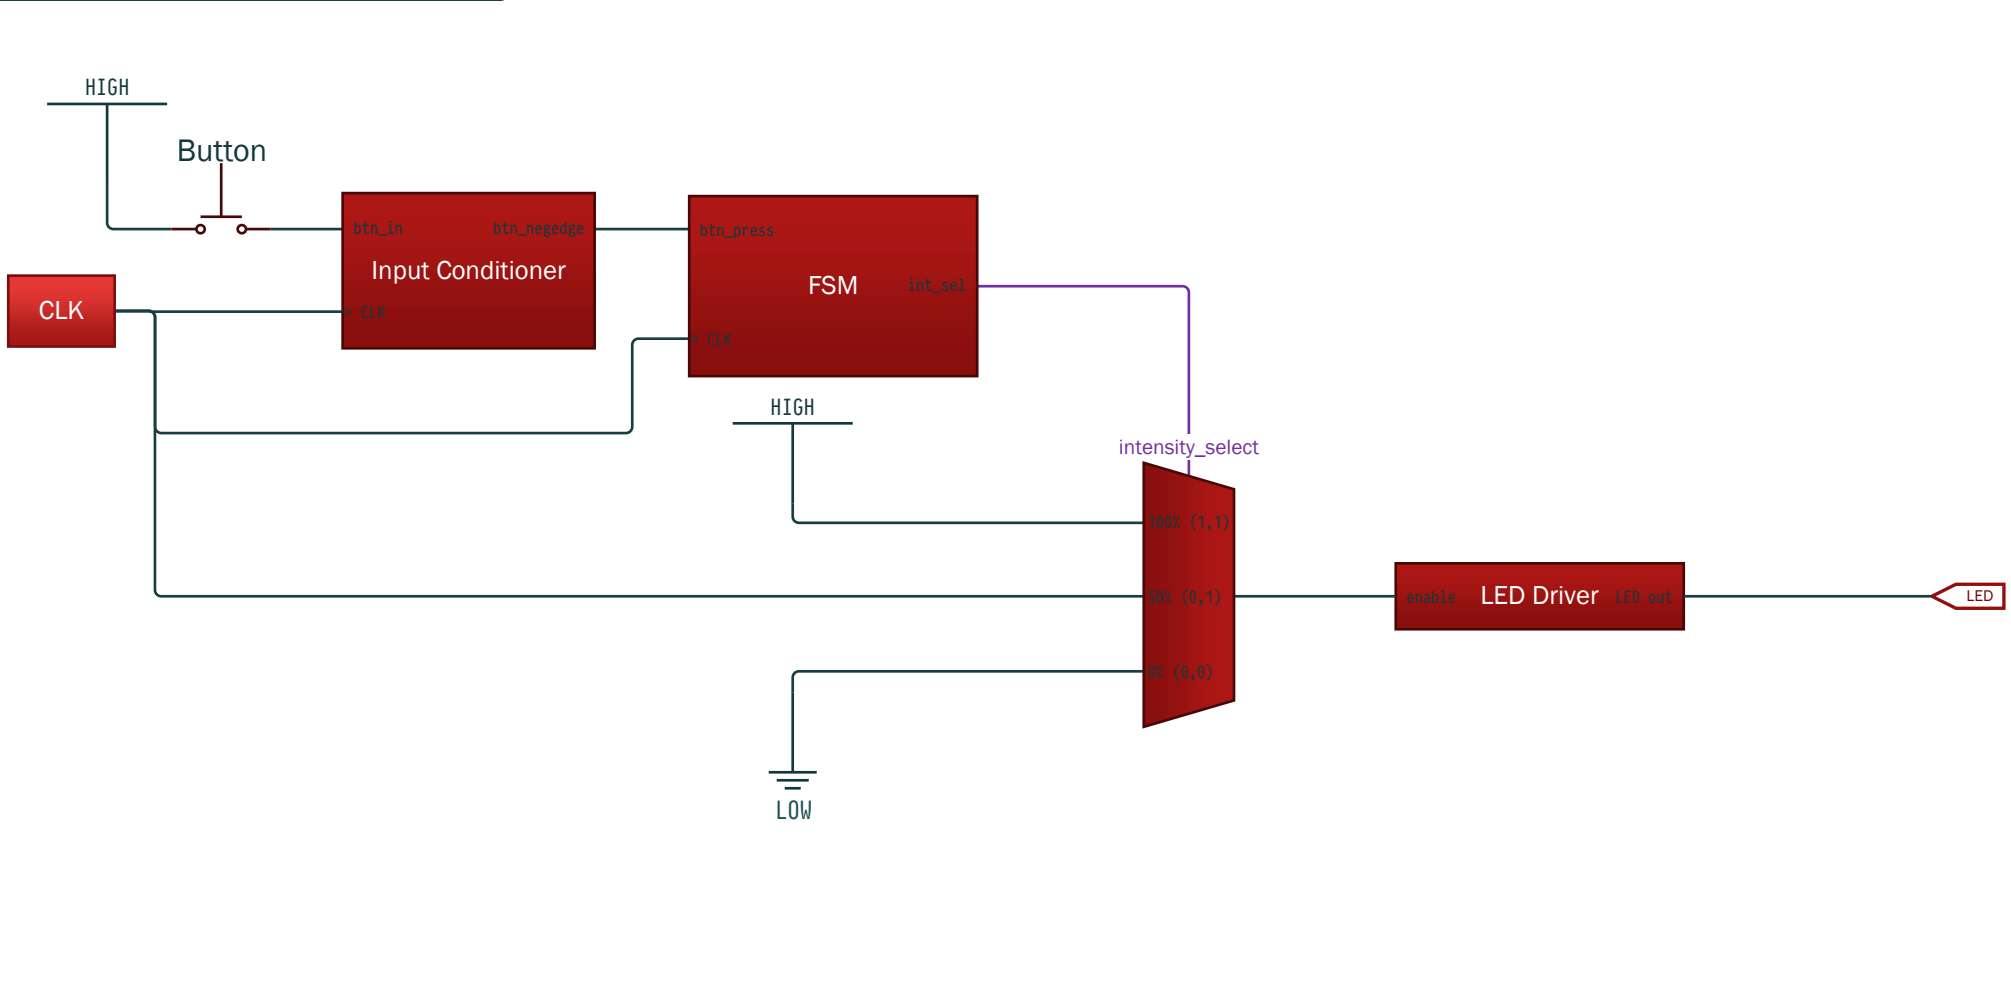 HIGH
Button
btn_in
btn_negedge
Input Conditioner
> CLK
CLK
btn_press
FSM
int_sel
> CLK
HIGH
intensity_select
100% (1,1)
50% (0,1)
0% (0,0)
enable
LED Driver
LED out
LED
LOW